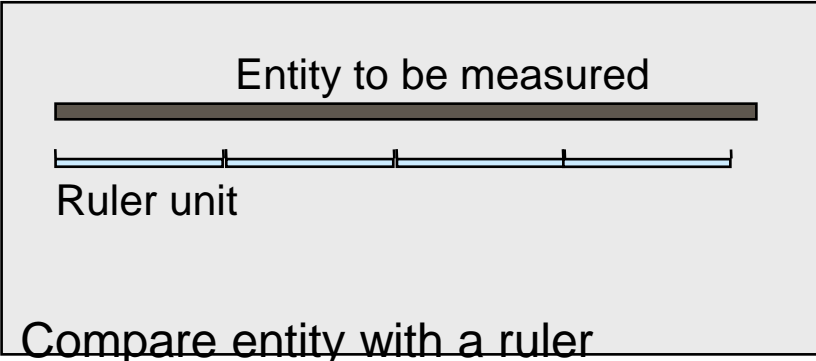 Entity to be measured
Ruler unit
Compare entity with a ruler